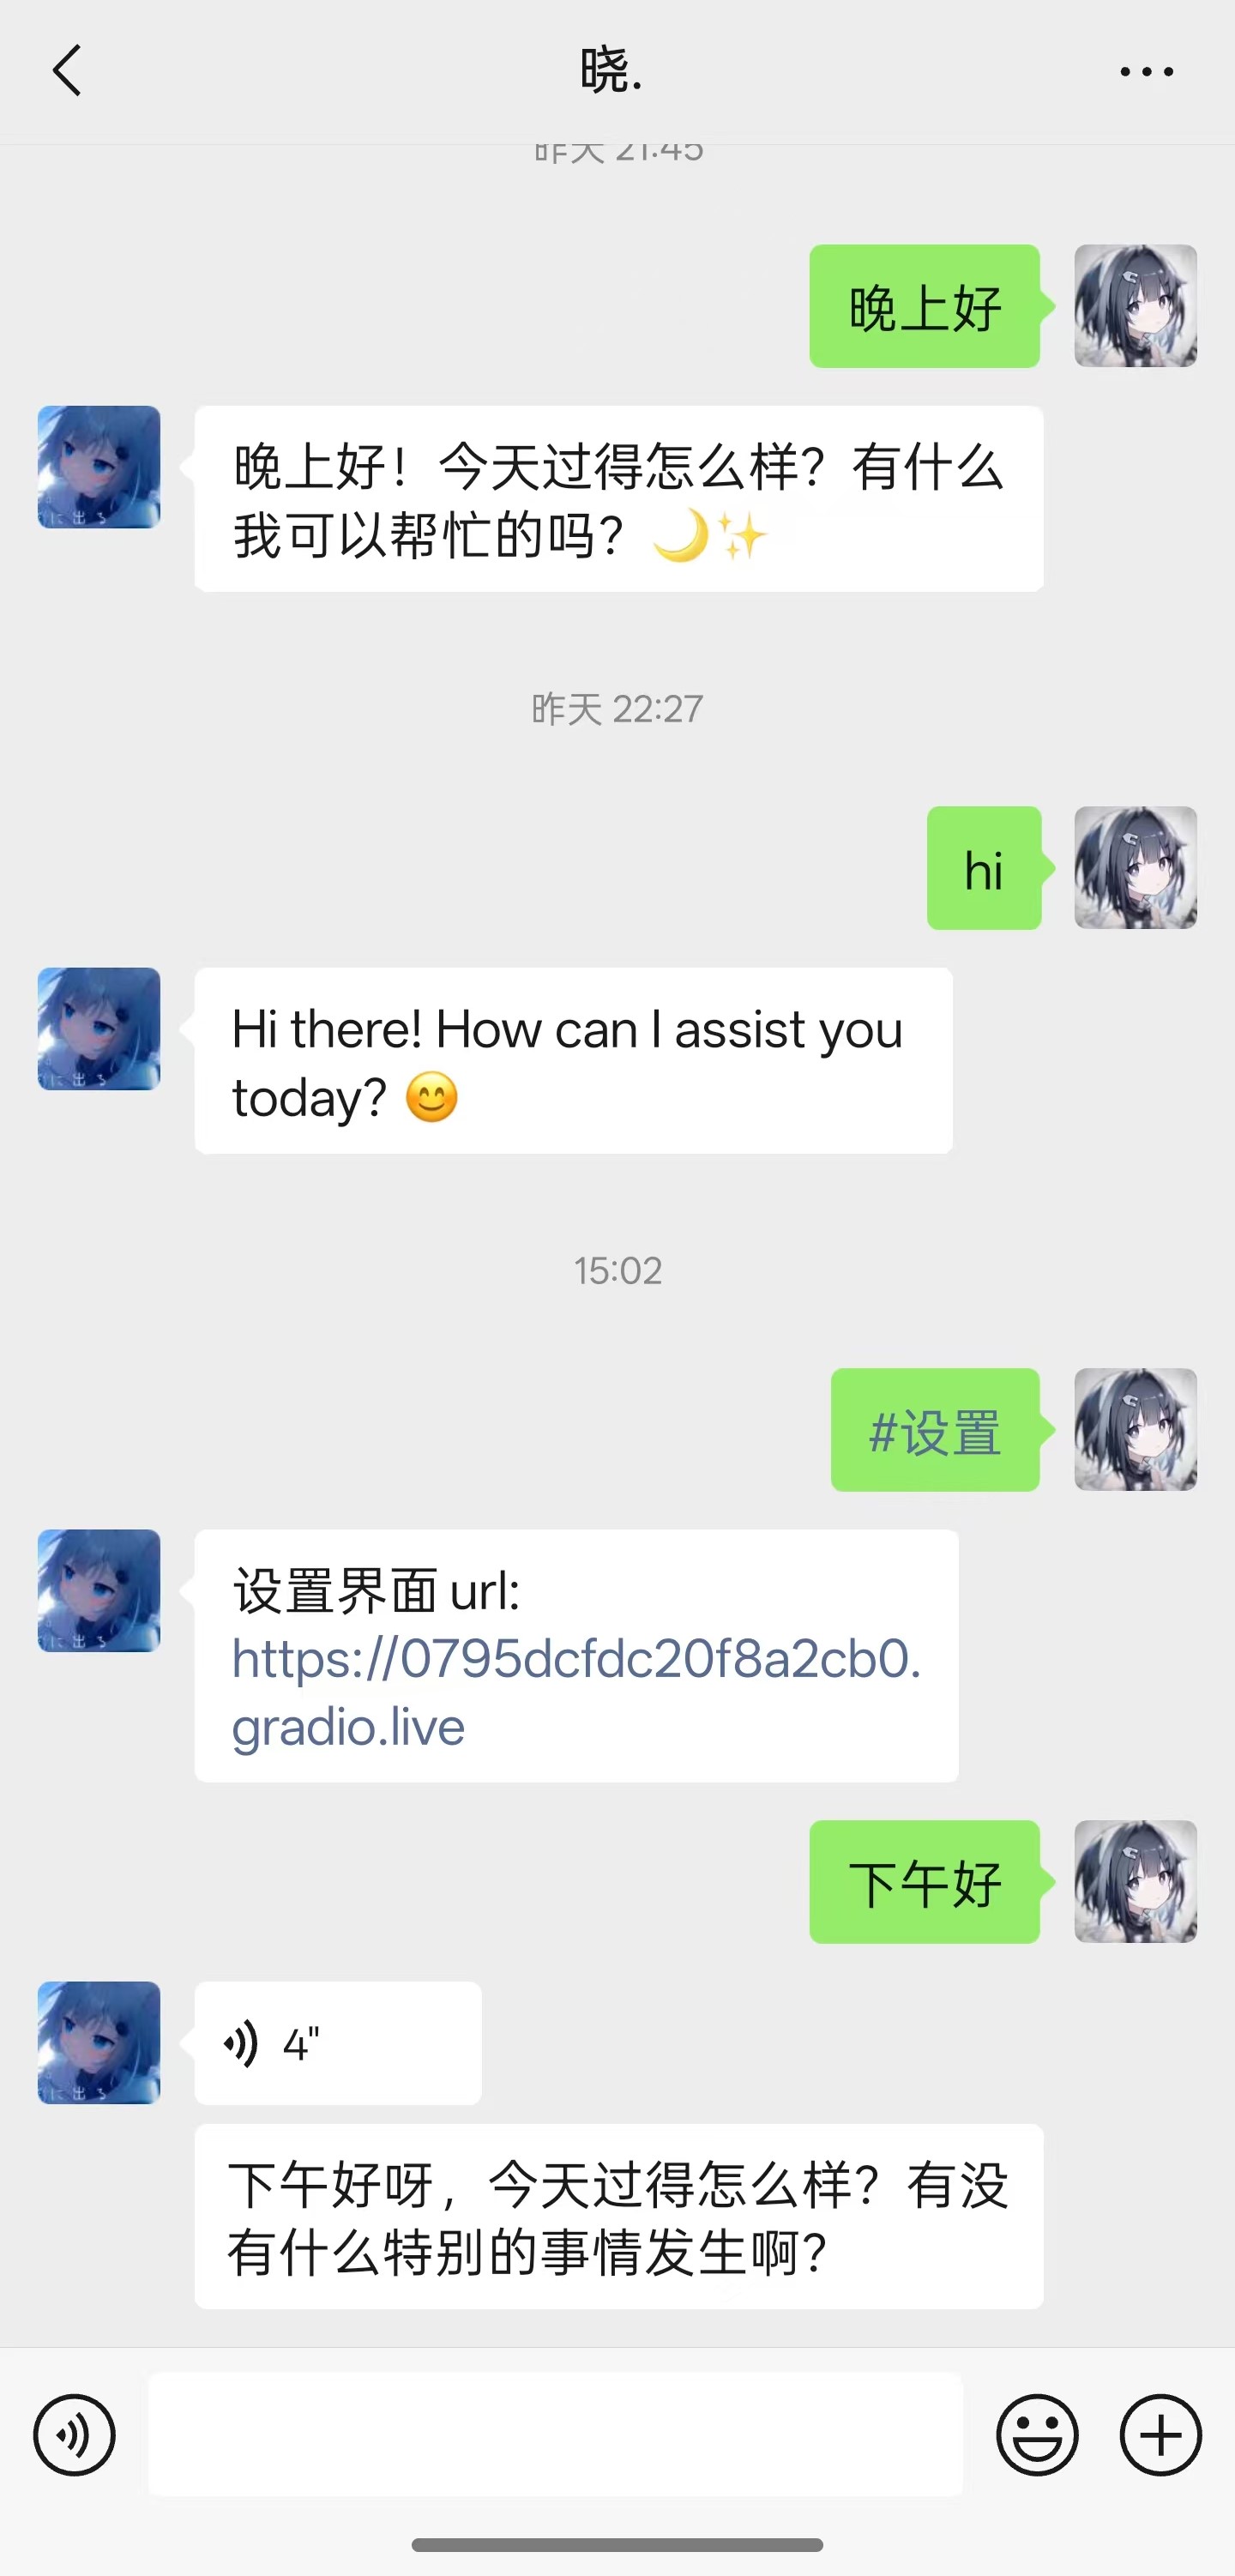 晓.
昨天 21:45
晚上好
晚上好！今天过得怎么样？有什么
我可以帮忙的吗？🌙✨
昨天 22:27
hi
Hi there! How can I assist you
today? 😊
15:02
#设置
设置界面 url:
https://0795dcfdc20f8a2cb0.
gradio.live
下午好
4"
下午好呀，今天过得怎么样？有没
有什么特别的事情发生啊？